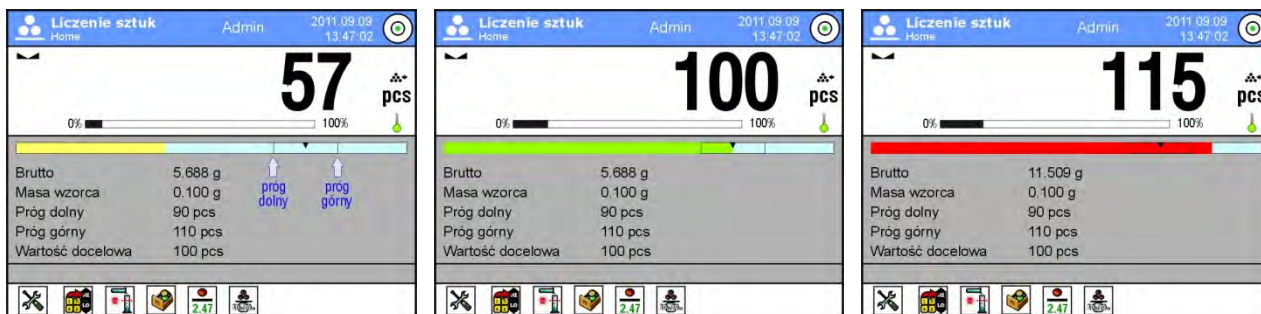 Liczenie sztuk
Home
Admin
2011.09.09
13:47:02
57
pcs
0%
100%
Brutto 5.688 g
Masa wzorca 0.100 g
Próg dolny 90 pcs
Próg górny 110 pcs
Wartość docelowa 100 pcs
próg
dolny
próg
górny
2.47
Liczenie sztuk
Home
Admin
2011.09.09
13:47:02
100
pcs
0%
100%
Brutto 5.688 g
Masa wzorca 0.100 g
Próg dolny 90 pcs
Próg górny 110 pcs
Wartość docelowa 100 pcs
2.47
Liczenie sztuk
Home
Admin
2011.09.09
13:47:02
115
pcs
0%
100%
Brutto 11.509 g
Masa wzorca 0.100 g
Próg dolny 90 pcs
Próg górny 110 pcs
Wartość docelowa 100 pcs
2.47